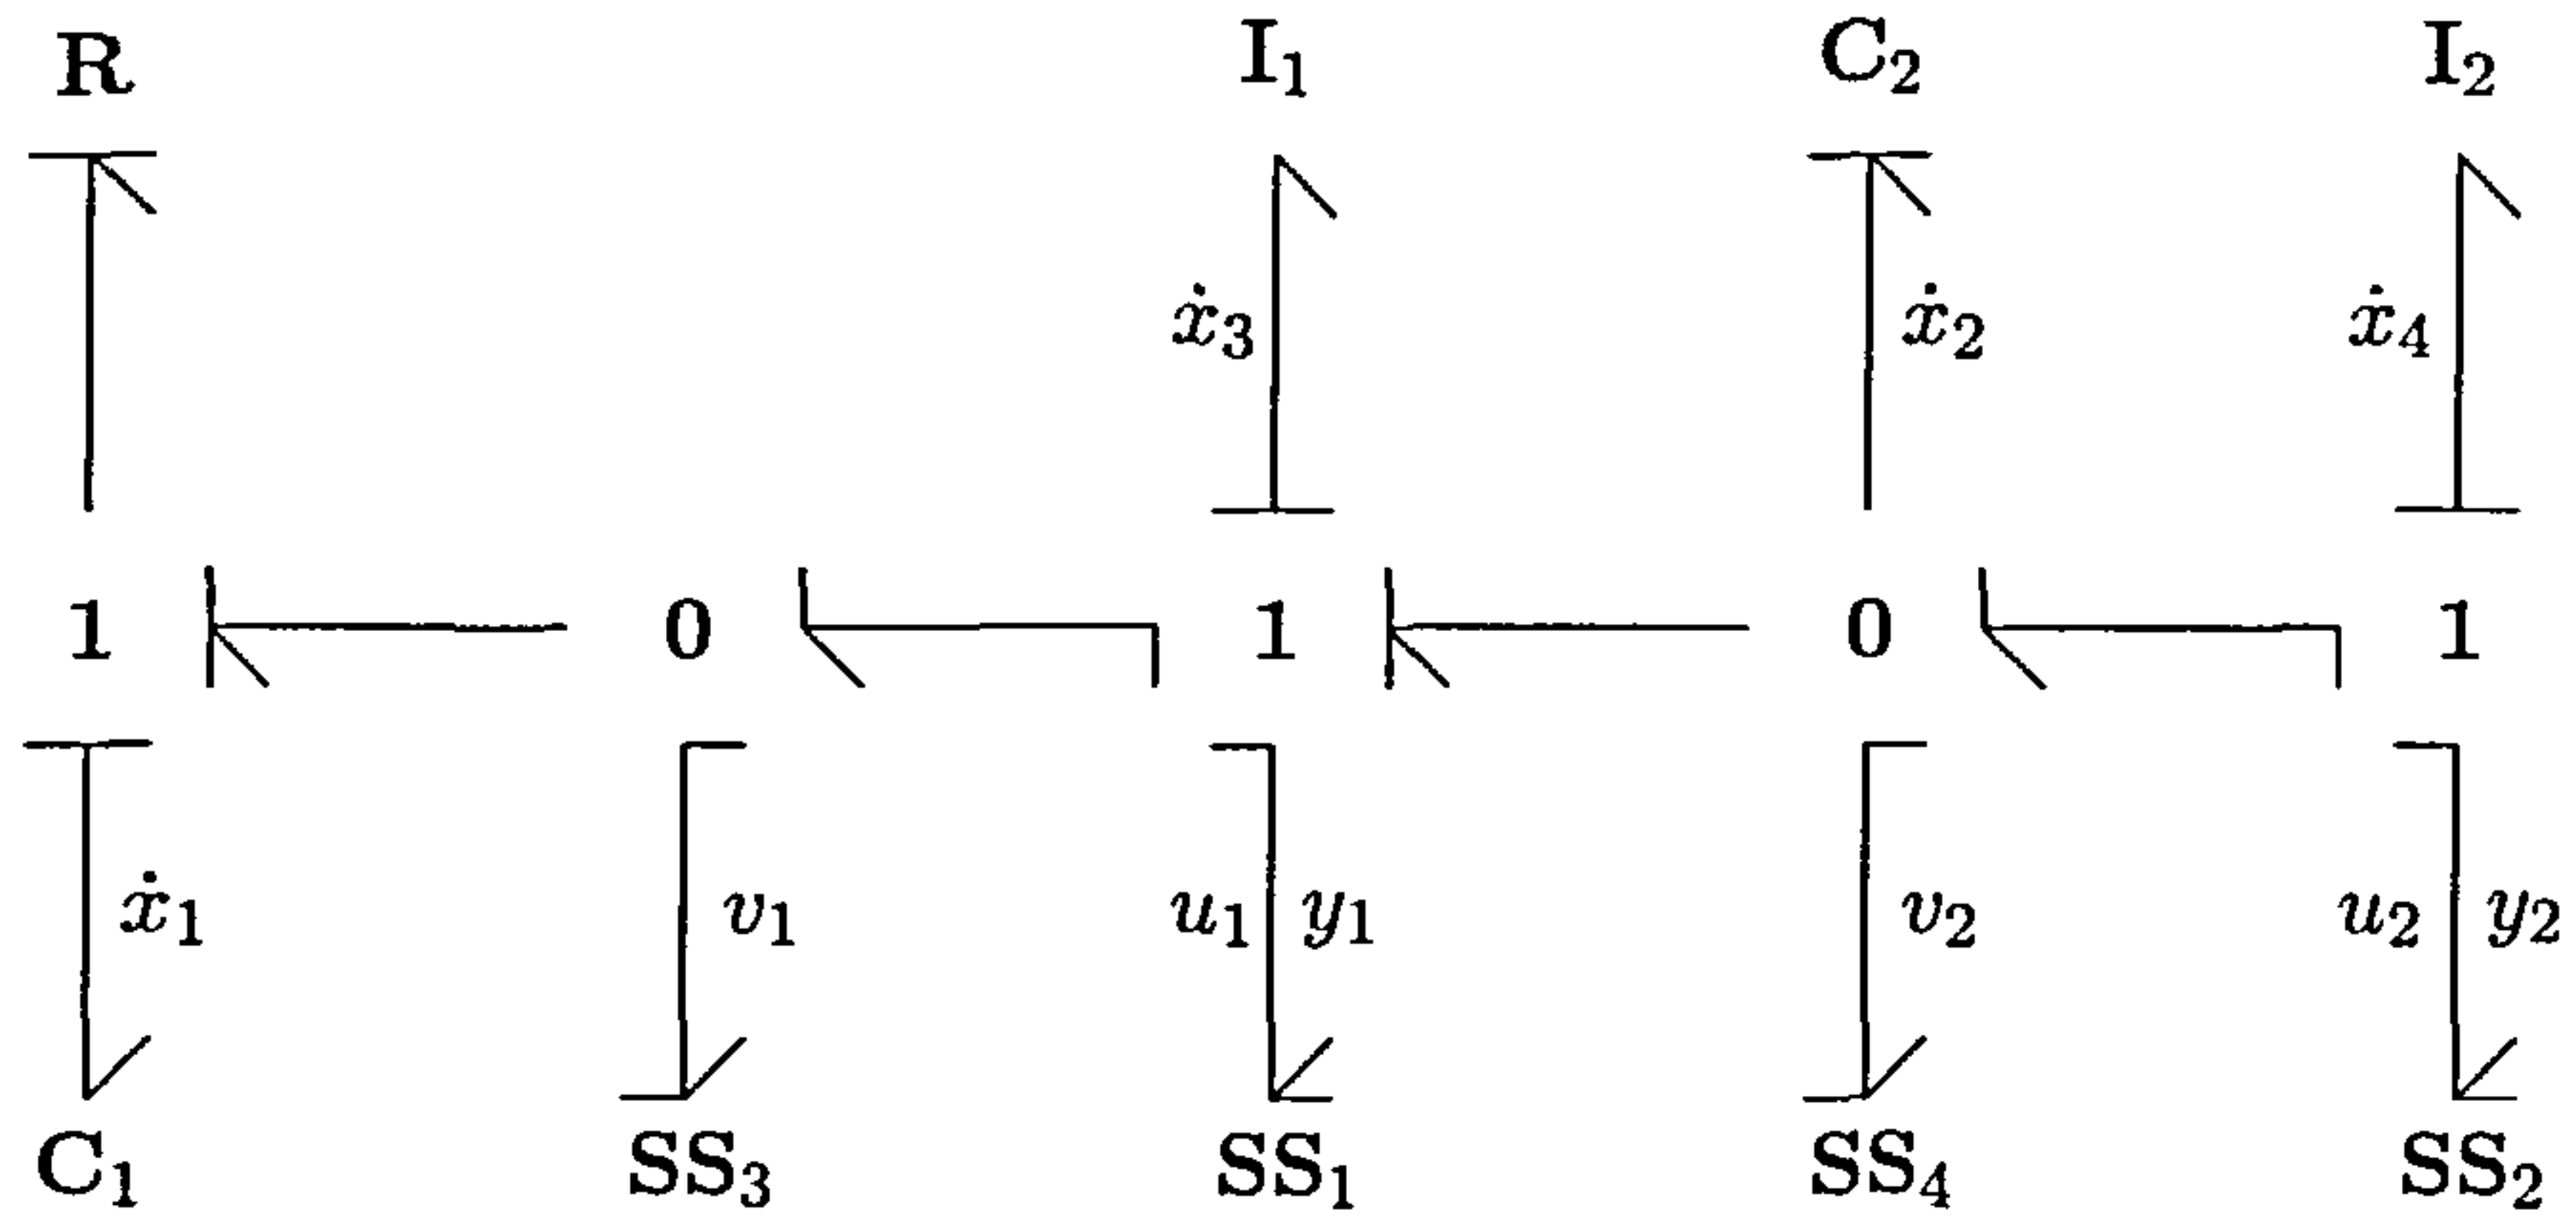 R I₁ C₂ I₂
ẋ₃ ẋ₂ ẋ₄
1 0 1 0 1
ẋ₁ v₁ u₁ y₁ v₂ u₂ y₂
C₁ SS₃ SS₁ SS₄ SS₂